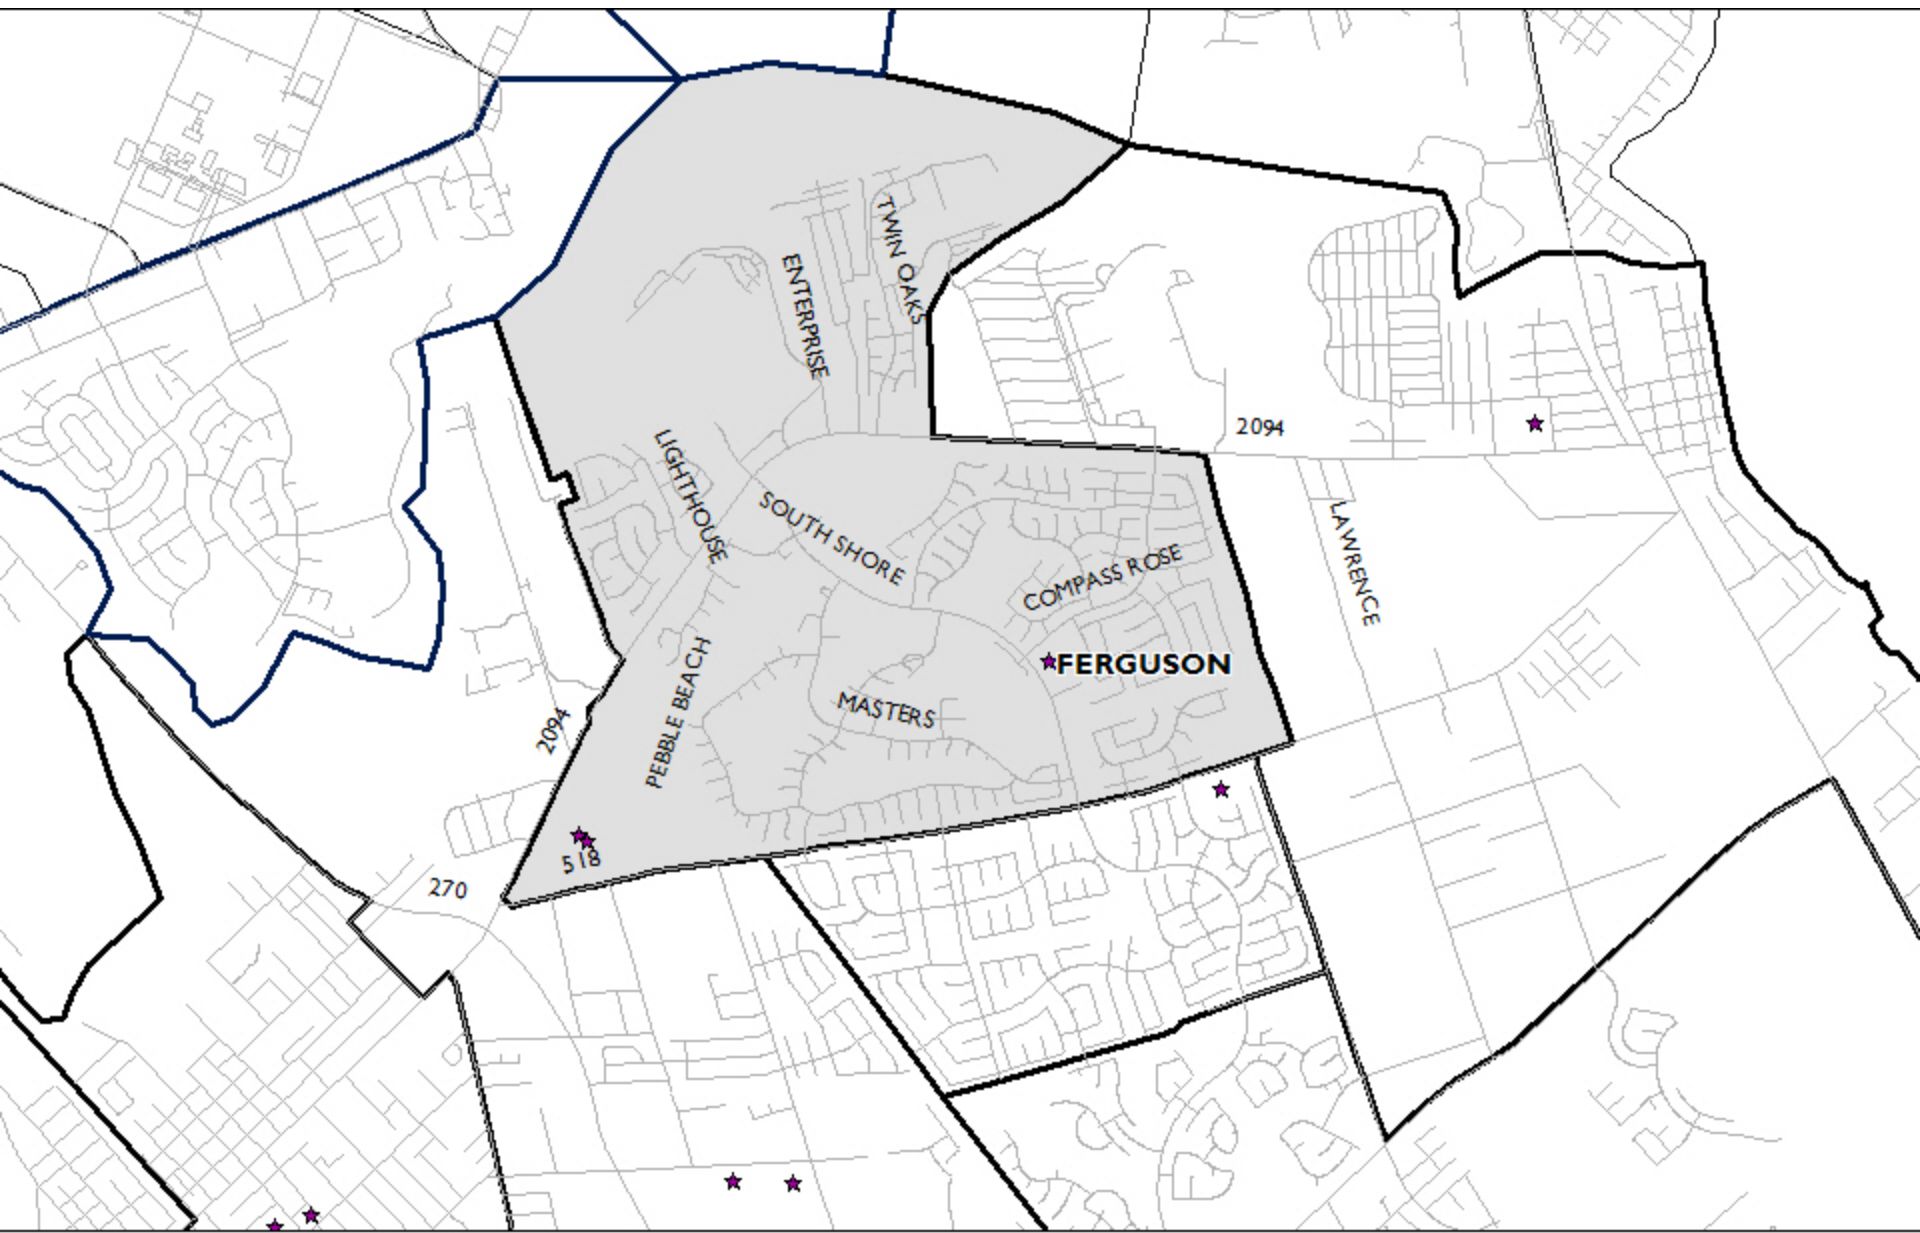 TWIN OAKS
ENTERPRISE
2094
LIGHTHOUSE
SOUTH SHORE
LAWRENCE
COMPASS ROSE
FERGUSON
PEBBLE BEACH
MASTERS
2094
518
270